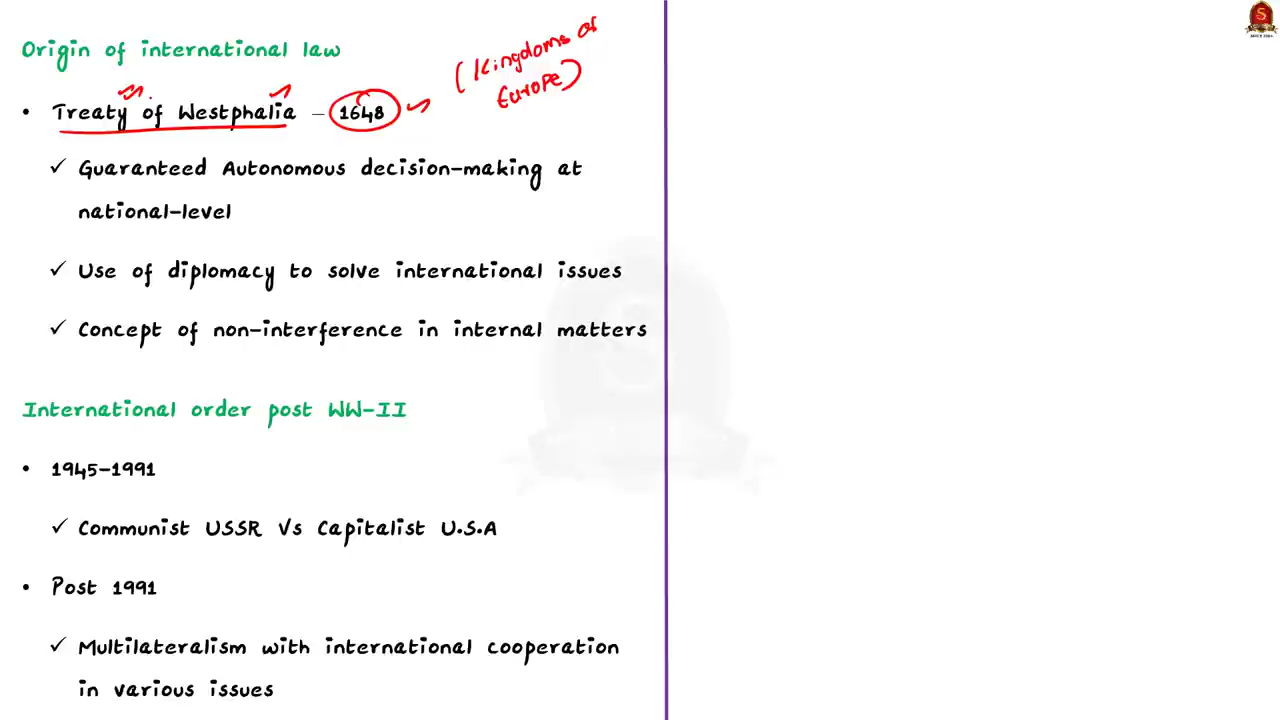 Origin of international law
(Kingdoms of
Europe)
• Treaty of Westphalia – 1648
✓ Guaranteed Autonomous decision-making at
national-level
✓ Use of diplomacy to solve international issues
✓ Concept of non-interference in internal matters
International order post WW-II
• 1945-1991
✓ Communist USSR Vs Capitalist U.S.A
• Post 1991
✓ Multilateralism with international cooperation
in various issues